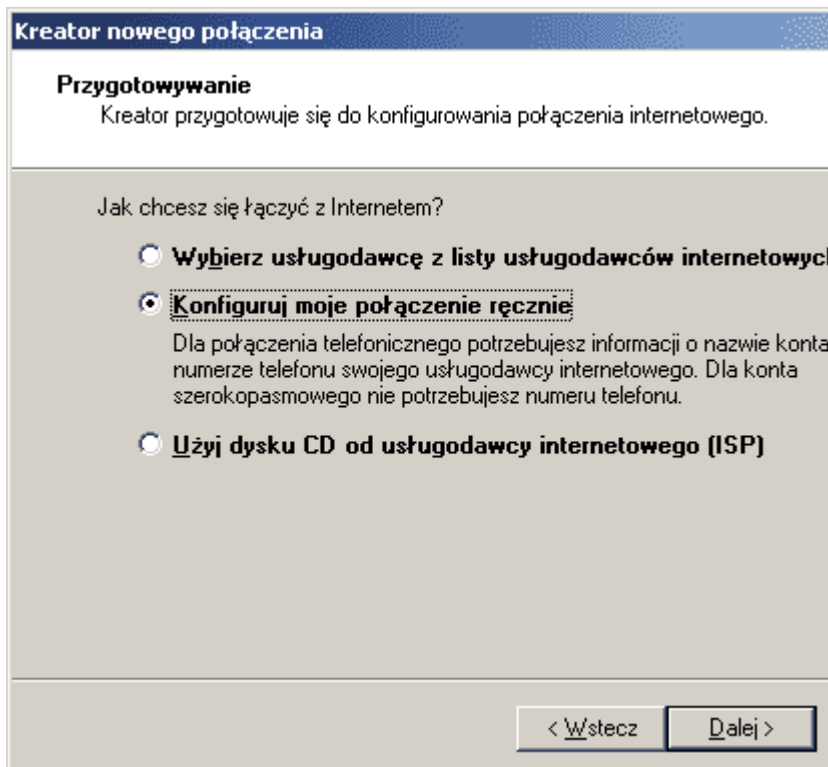 Kreator nowego połączenia
Przygotowywanie
Kreator przygotowuje się do konfigurowania połączenia internetowego.
Jak chcesz się łączyć z Internetem?
Wybierz usługodawcę z listy usługodawców internetowych
Konfiguruj moje połączenie ręcznie
Dla połączenia telefonicznego potrzebujesz informacji o nazwie konta
numerze telefonu swojego usługodawcy internetowego. Dla konta
szerokopasmowego nie potrzebujesz numeru telefonu.
Użyj dysku CD od usługodawcy internetowego (ISP)
< Wstecz
Dalej >